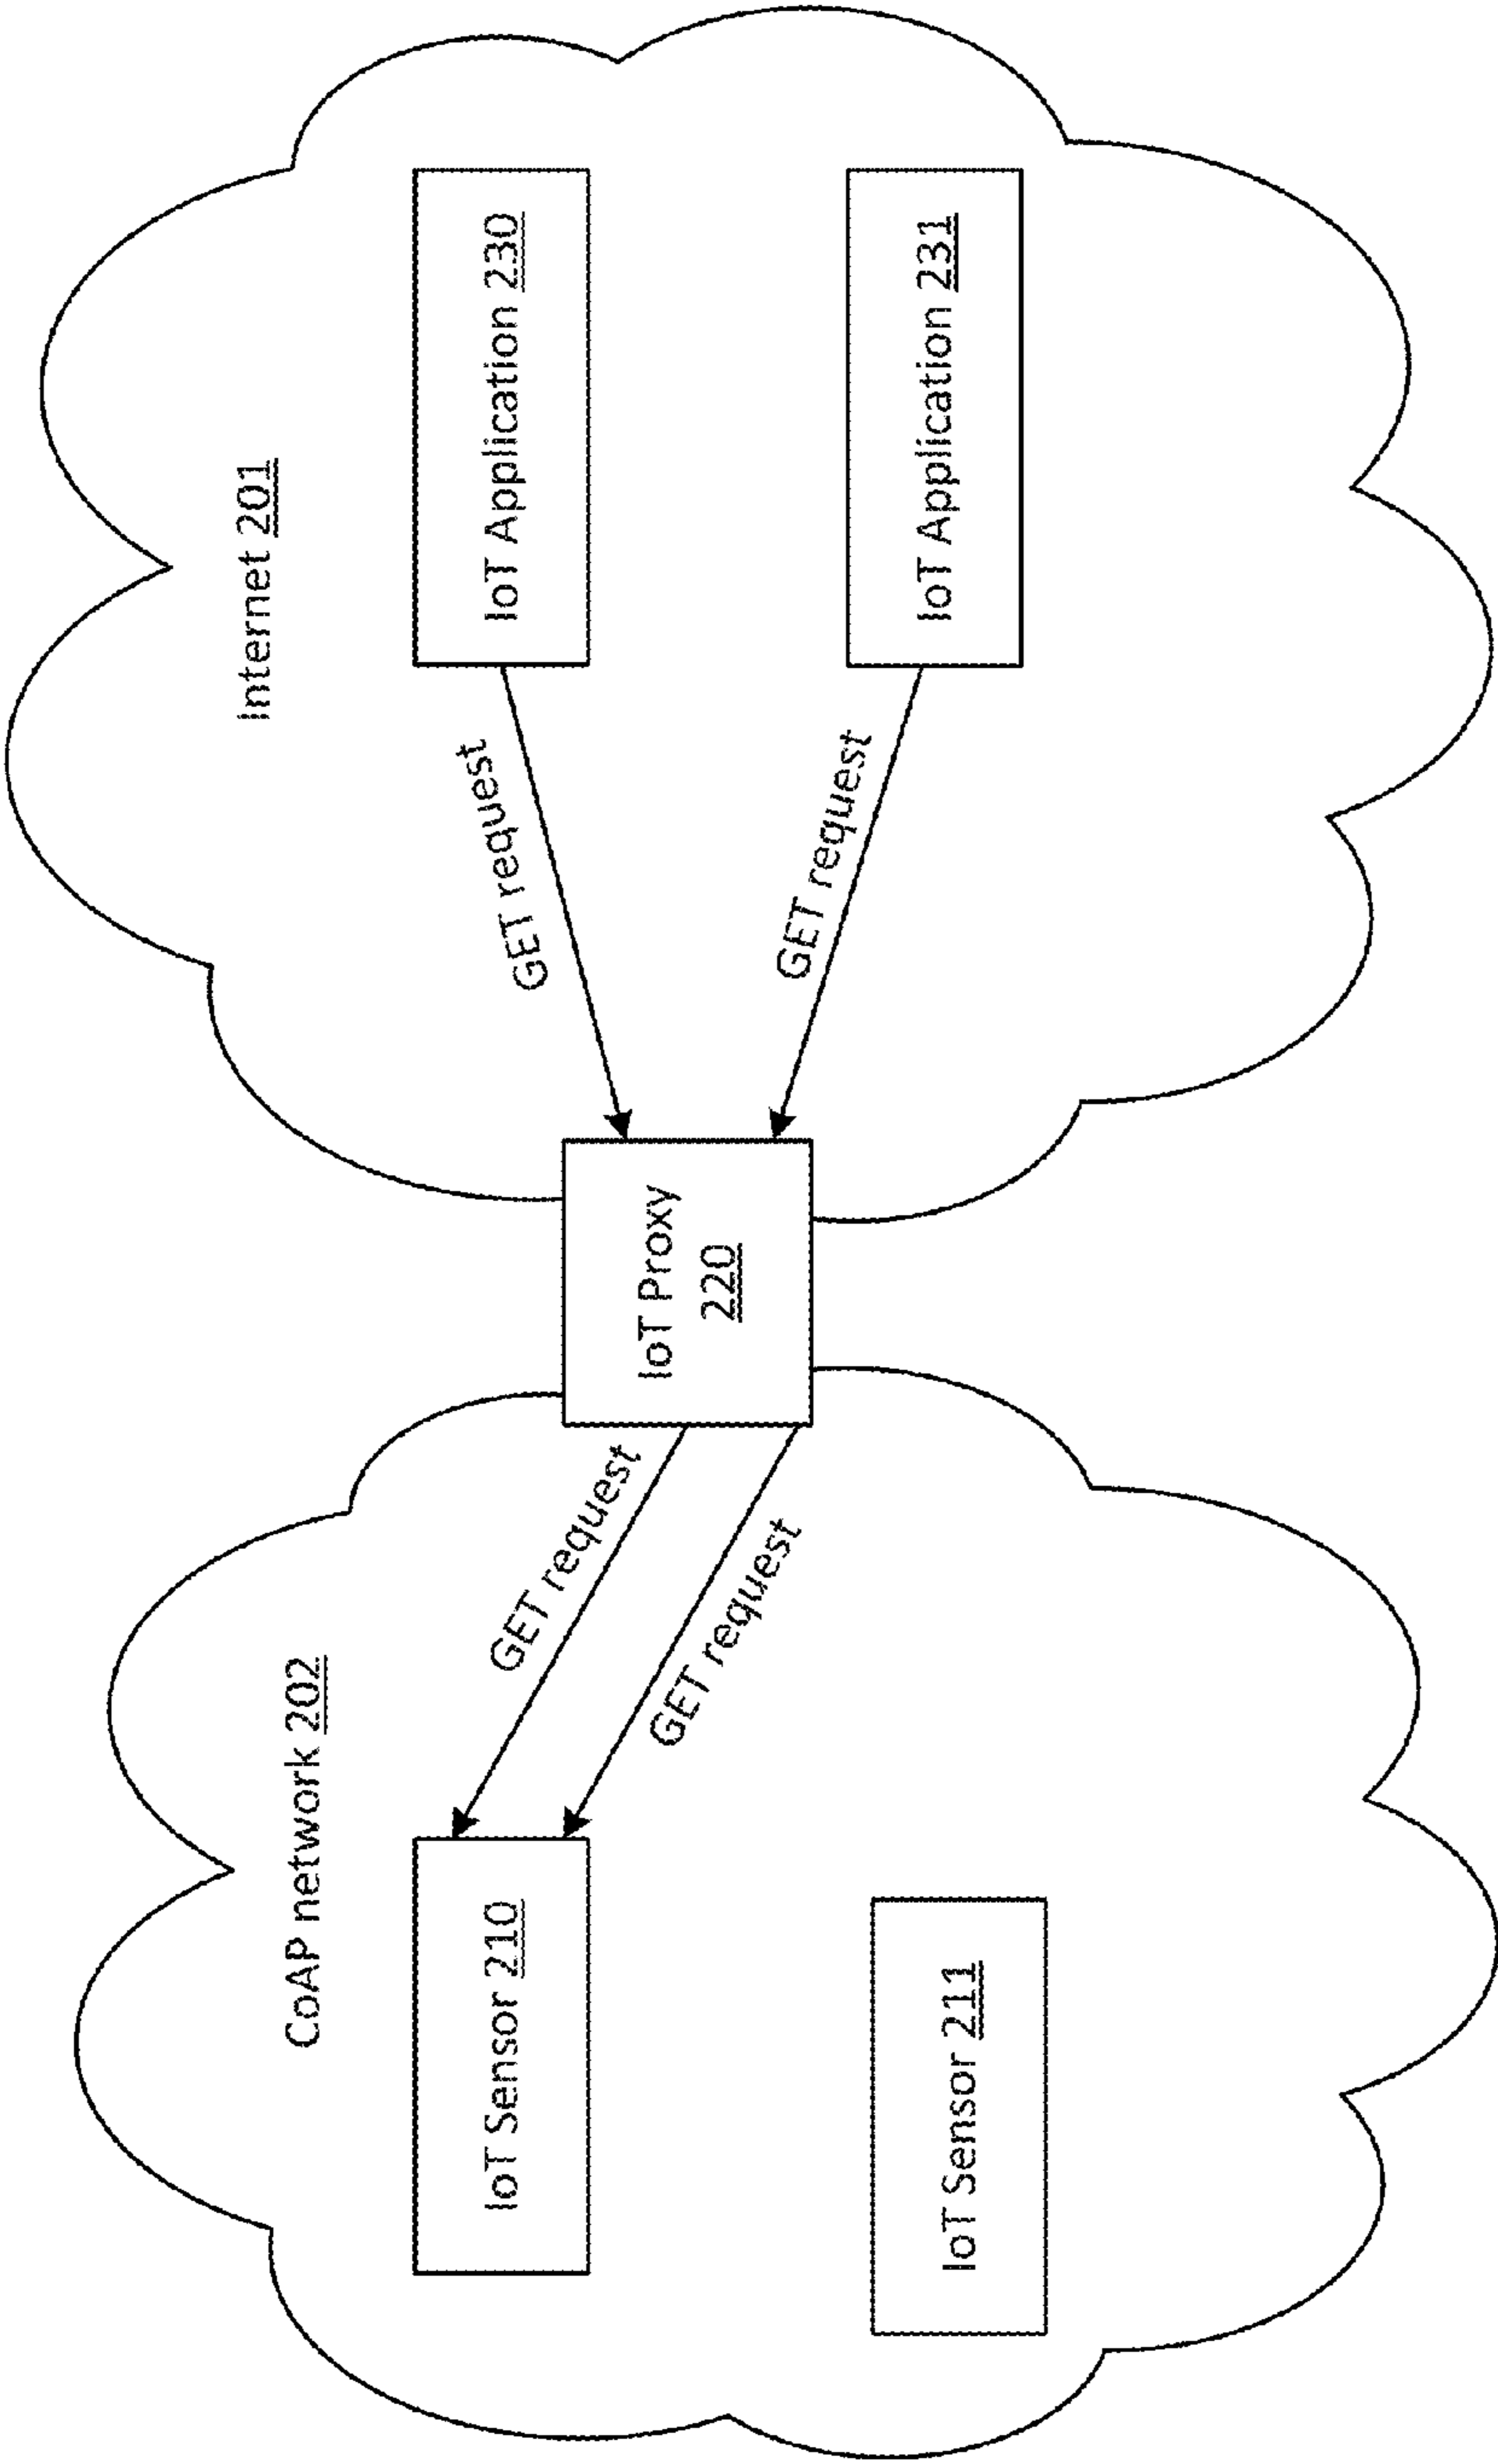 CoAP network 202
Internet 201
IoT Sensor 210
GET request
GET request
IoT Proxy
220
GET request
GET request
IoT Application 230
IoT Application 231
IoT Sensor 211